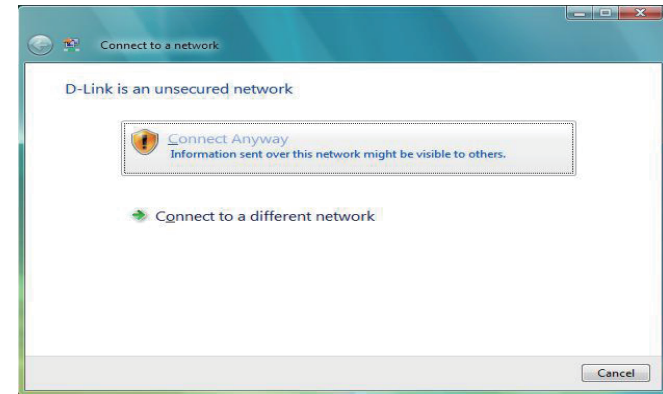 Connect to a network
D-Link is an unsecured network
Connect Anyway
Information sent over this network might be visible to others.
Connect to a different network
Cancel